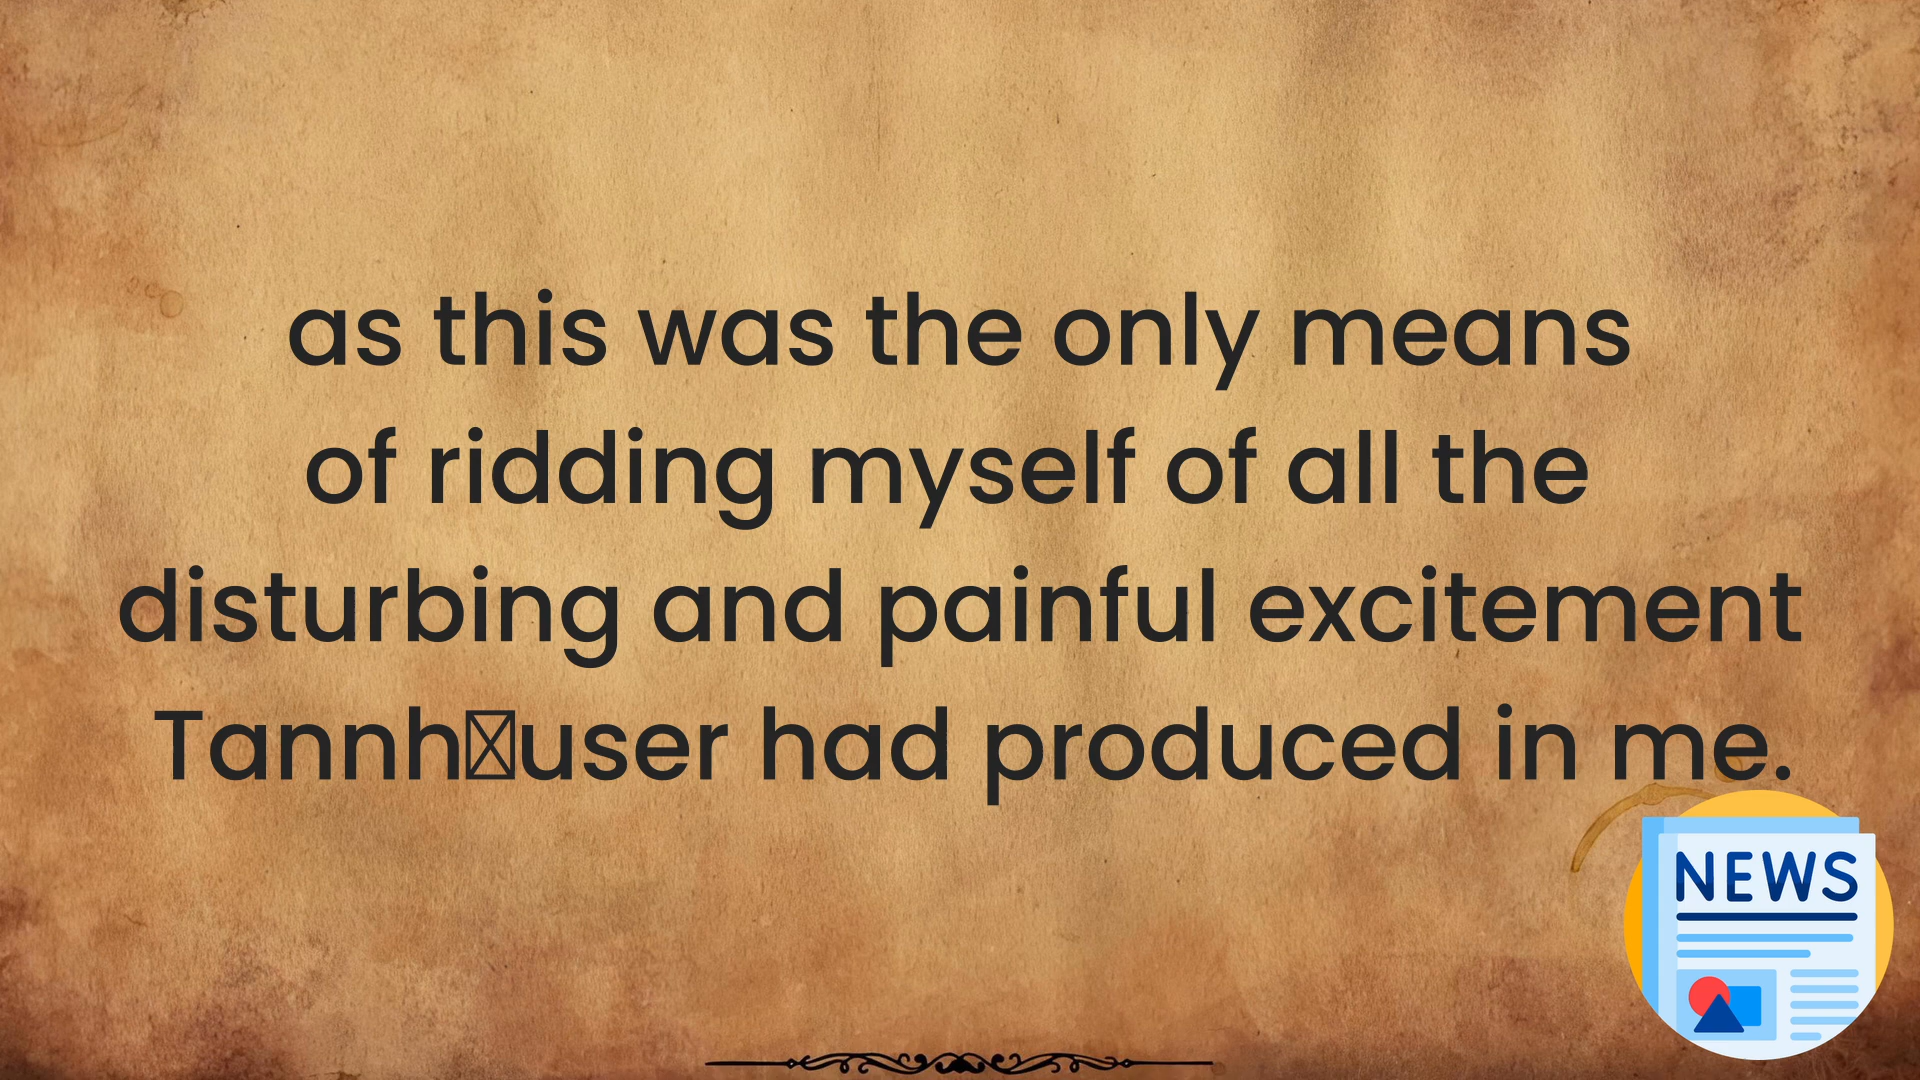 as this was the only means
of ridding myself of all the
disturbing and painful excitement
Tannh☒user had produced in me.
NEWS